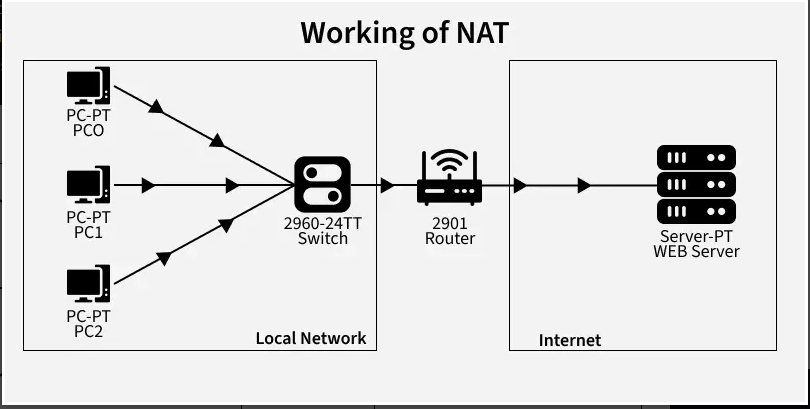 Working of NAT
PC-PT
PCO
PC-PT
PC1
PC-PT
PC2
2960-24TT
Switch
Local Network
2901
Router
Server-PT
WEB Server
Internet